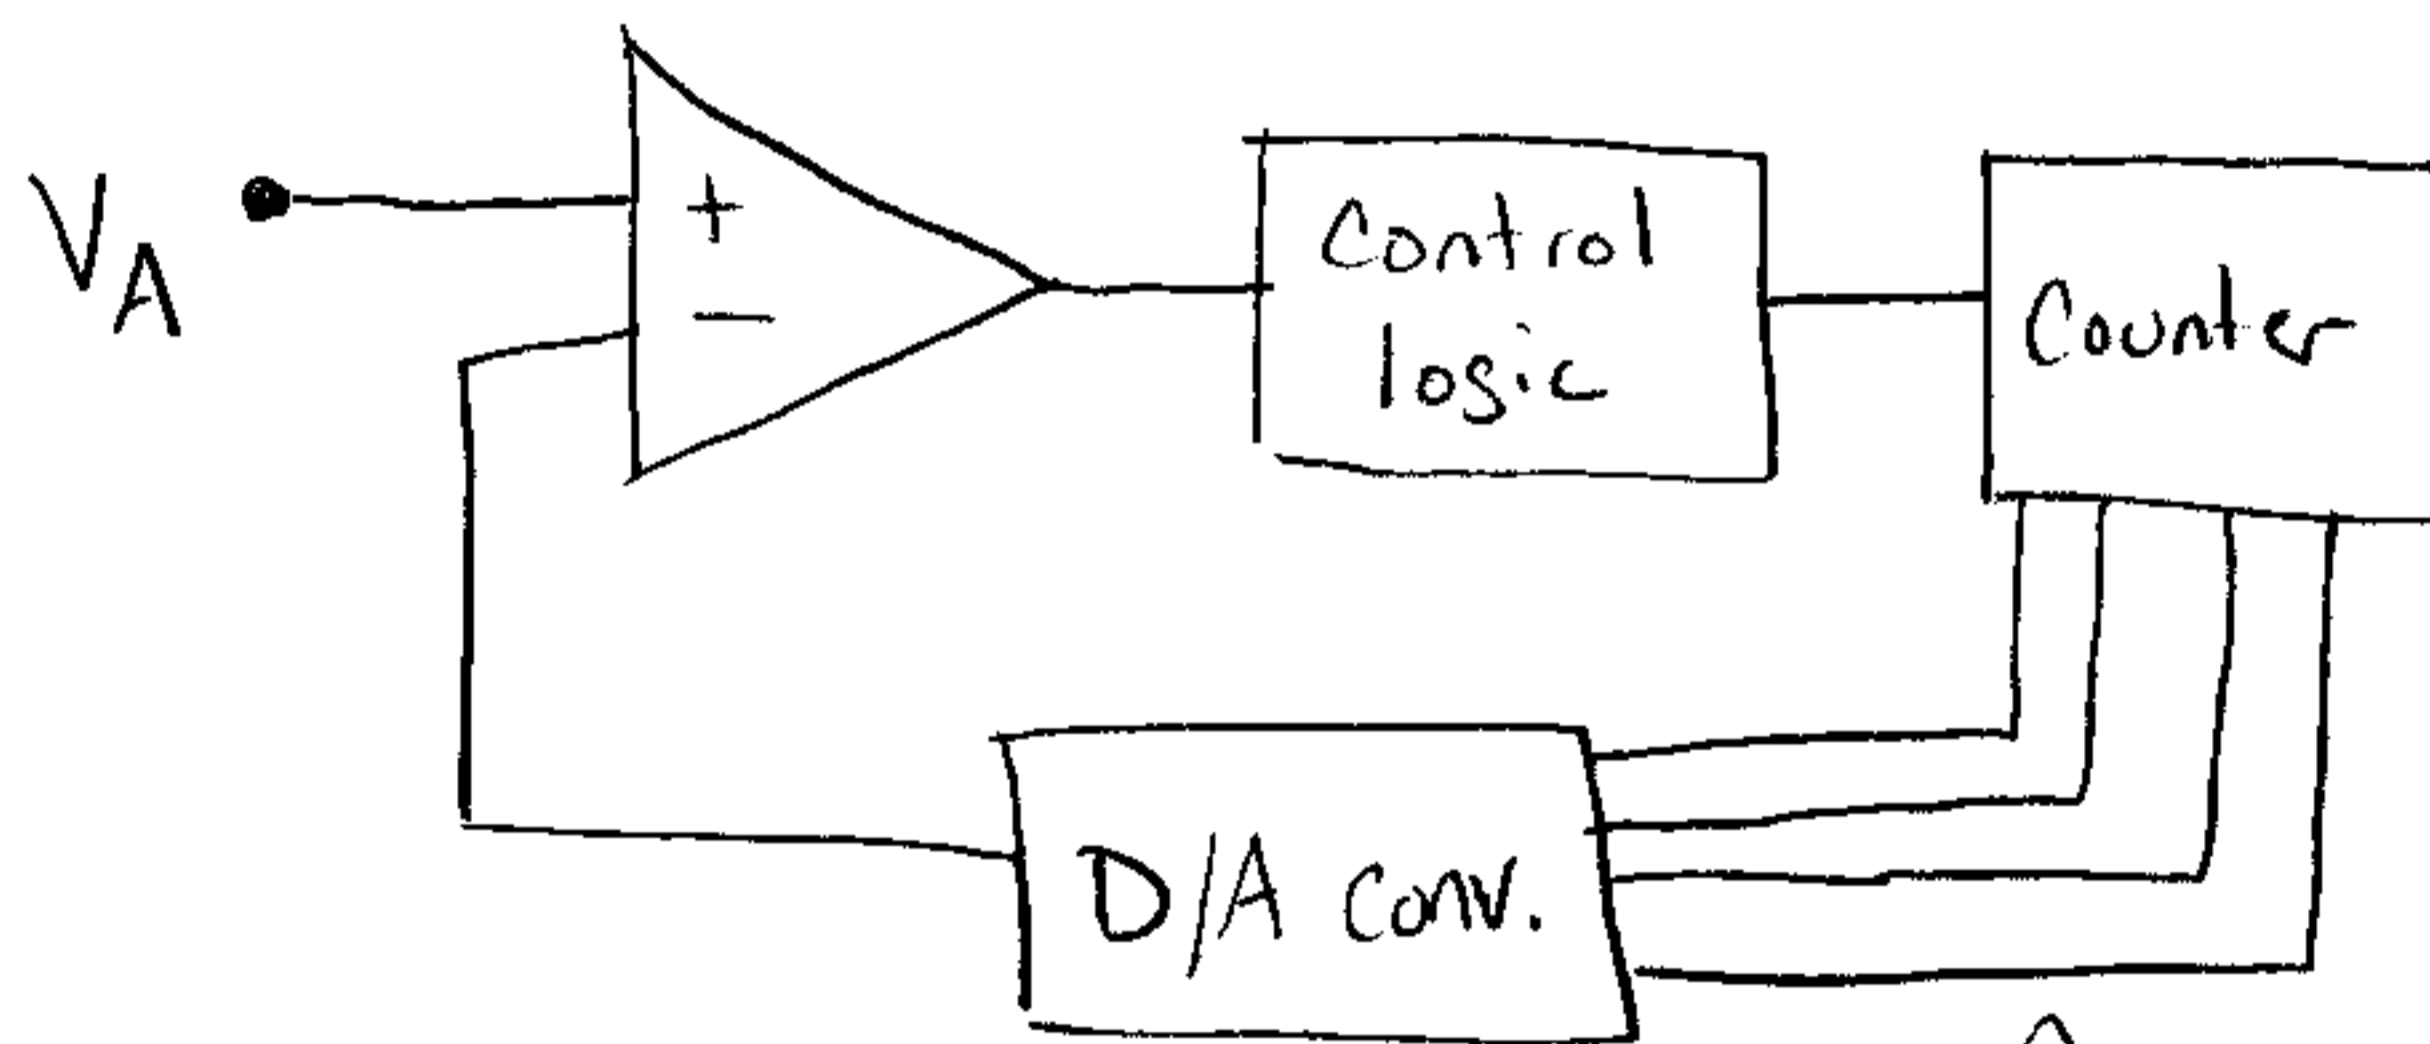 V_A
+
−
Control
logic
Counter
D/A Conv.